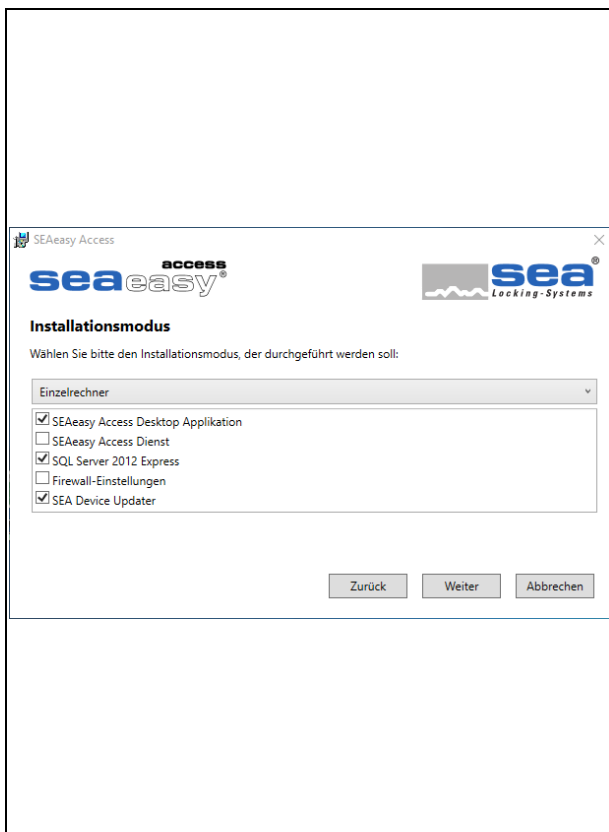 SEAeasy Access
access
seaeasy®
sea®
Locking-Systems
Installationsmodus
Wählen Sie bitte den Installationsmodus, der durchgeführt werden soll:
Einzelrechner
SEAeasy Access Desktop Applikation
SEAeasy Access Dienst
SQL Server 2012 Express
Firewall-Einstellungen
SEA Device Updater
Zurück Weiter Abbrechen